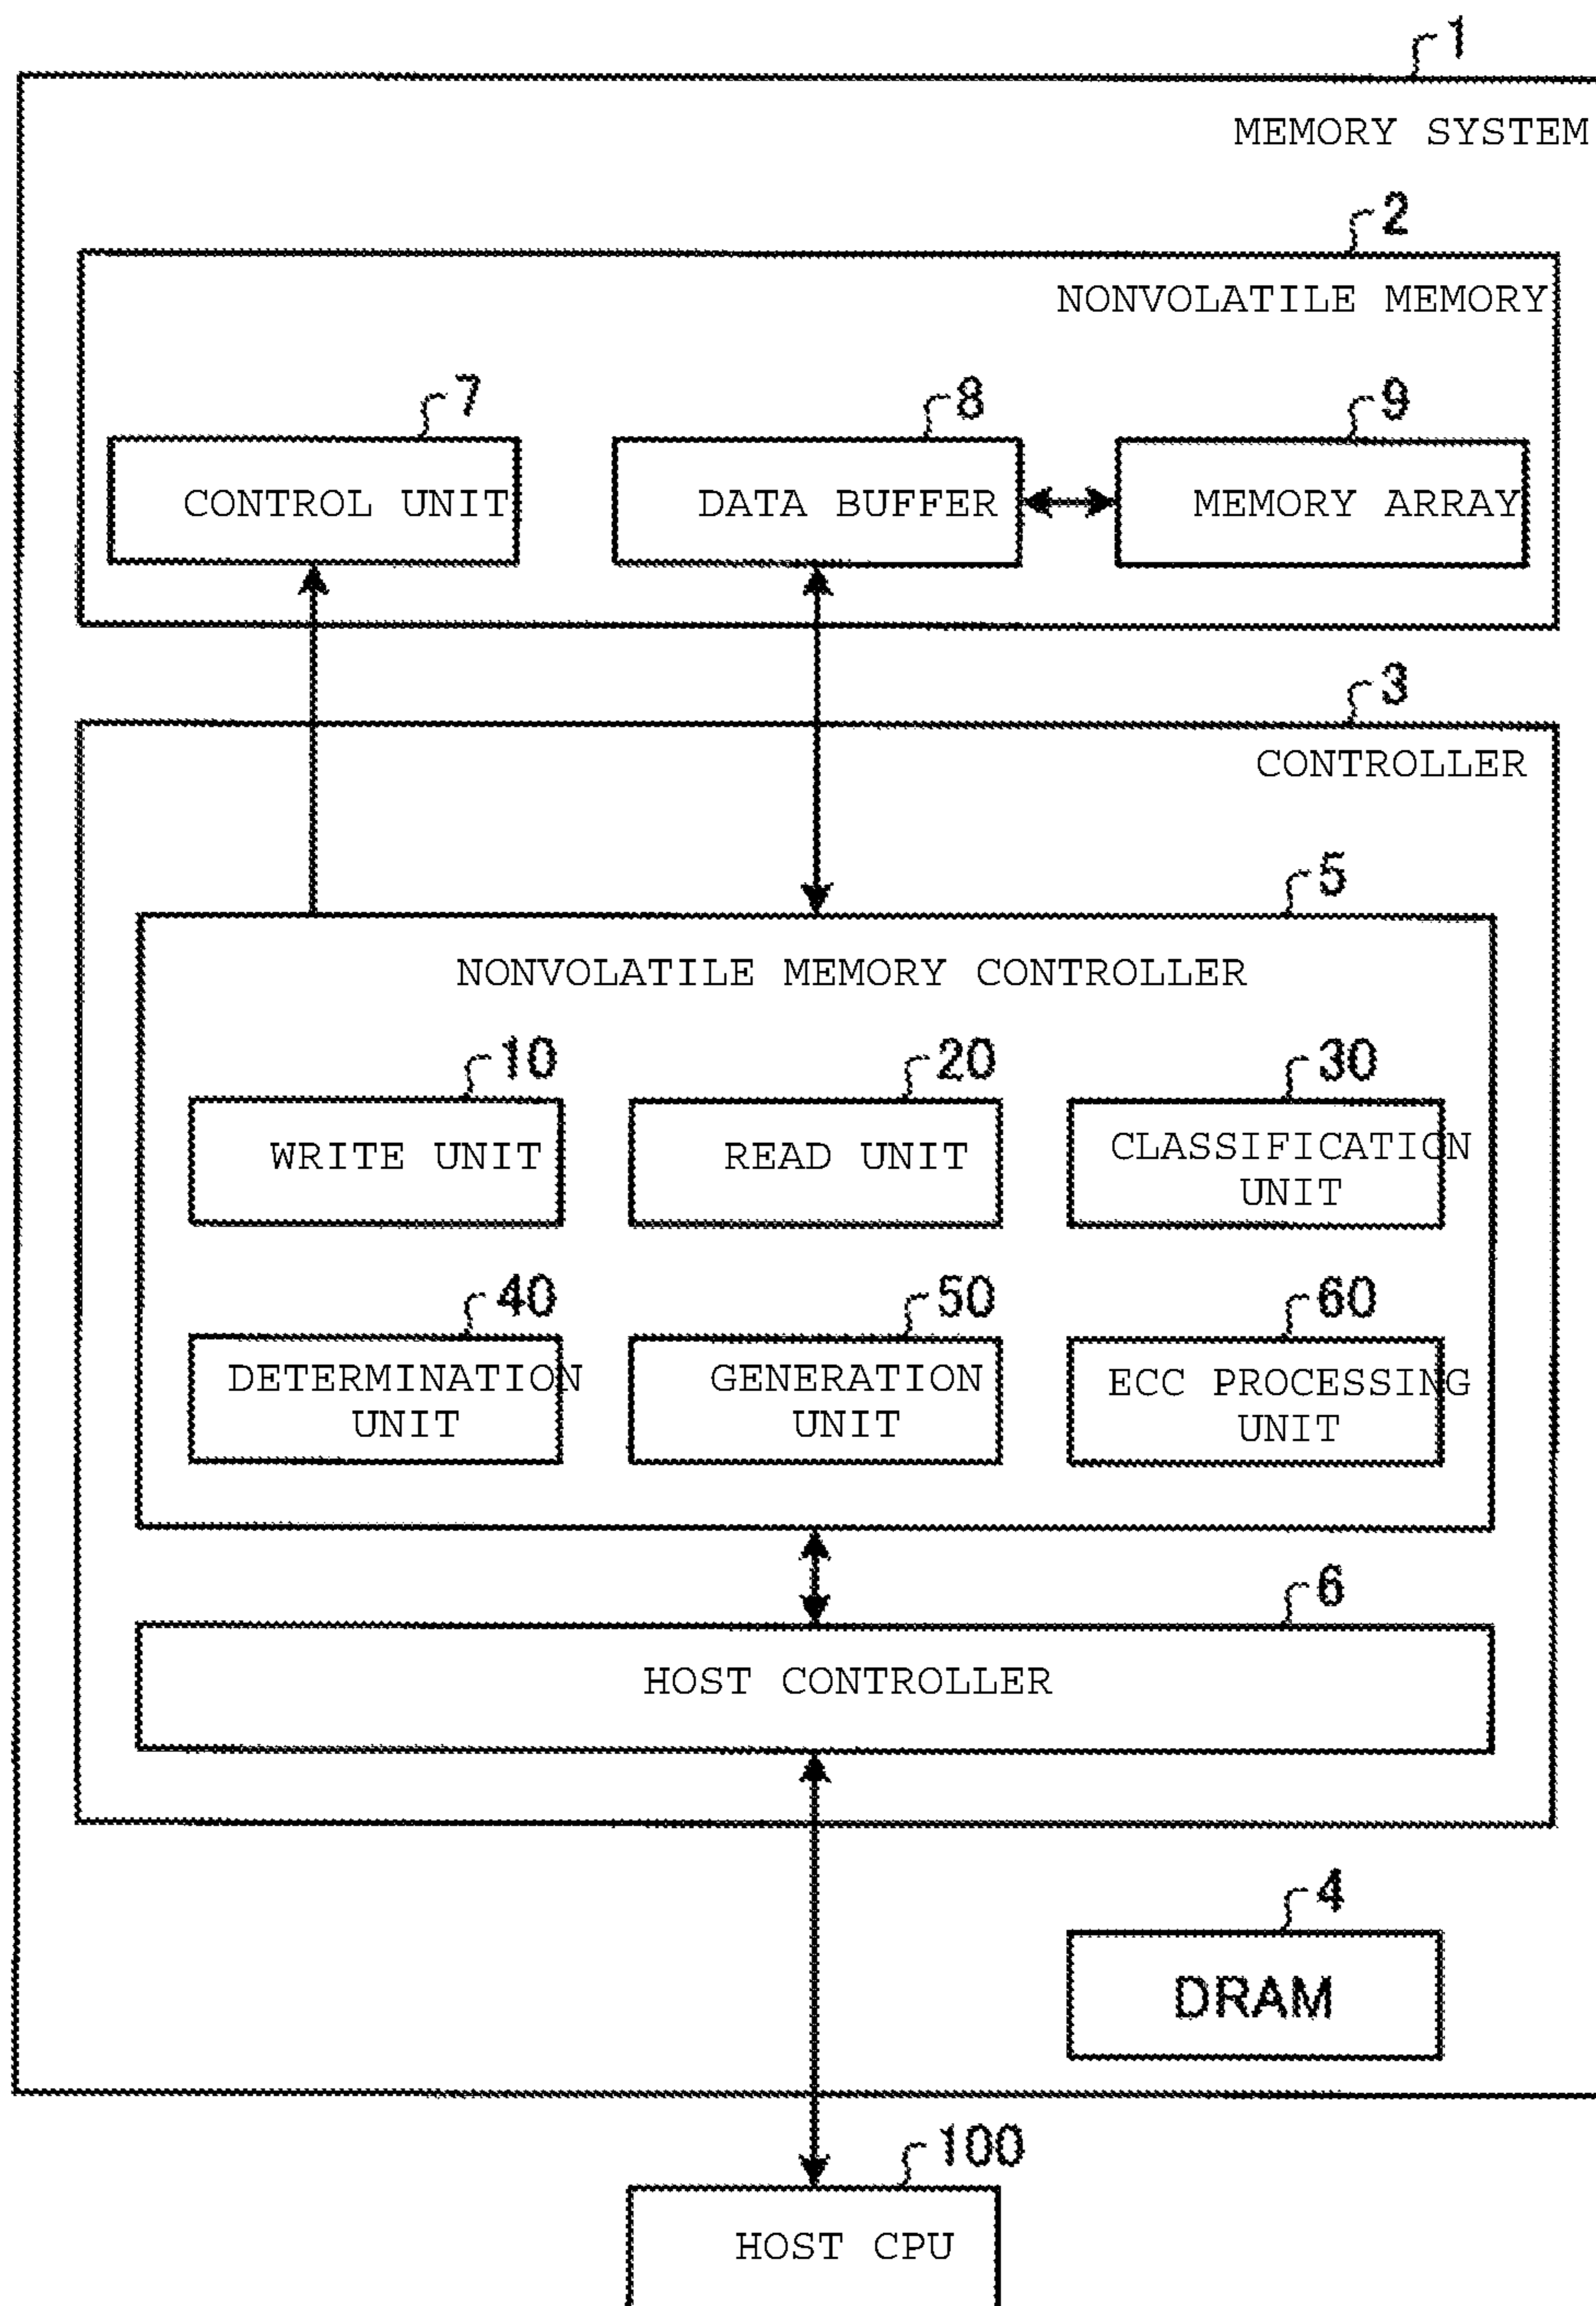 1
MEMORY SYSTEM
2
NONVOLATILE MEMORY
7
8
9
CONTROL UNIT
DATA BUFFER
MEMORY ARRAY
3
CONTROLLER
5
NONVOLATILE MEMORY CONTROLLER
10
20
30
WRITE UNIT
READ UNIT
CLASSIFICATION
UNIT
40
50
60
DETERMINATION
UNIT
GENERATION
UNIT
ECC PROCESSING
UNIT
6
HOST CONTROLLER
4
DRAM
100
HOST CPU